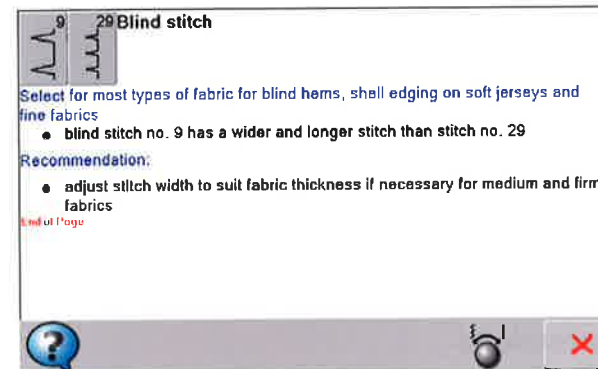 9 29 Blind stitch
Select for most types of fabric for blind hems, shell edging on soft jerseys and
fine fabrics
• blind stitch no. 9 has a wider and longer stitch than stitch no. 29
Recommendation:
• adjust stitch width to suit fabric thickness if necessary for medium and firm
fabrics
End of Page
?